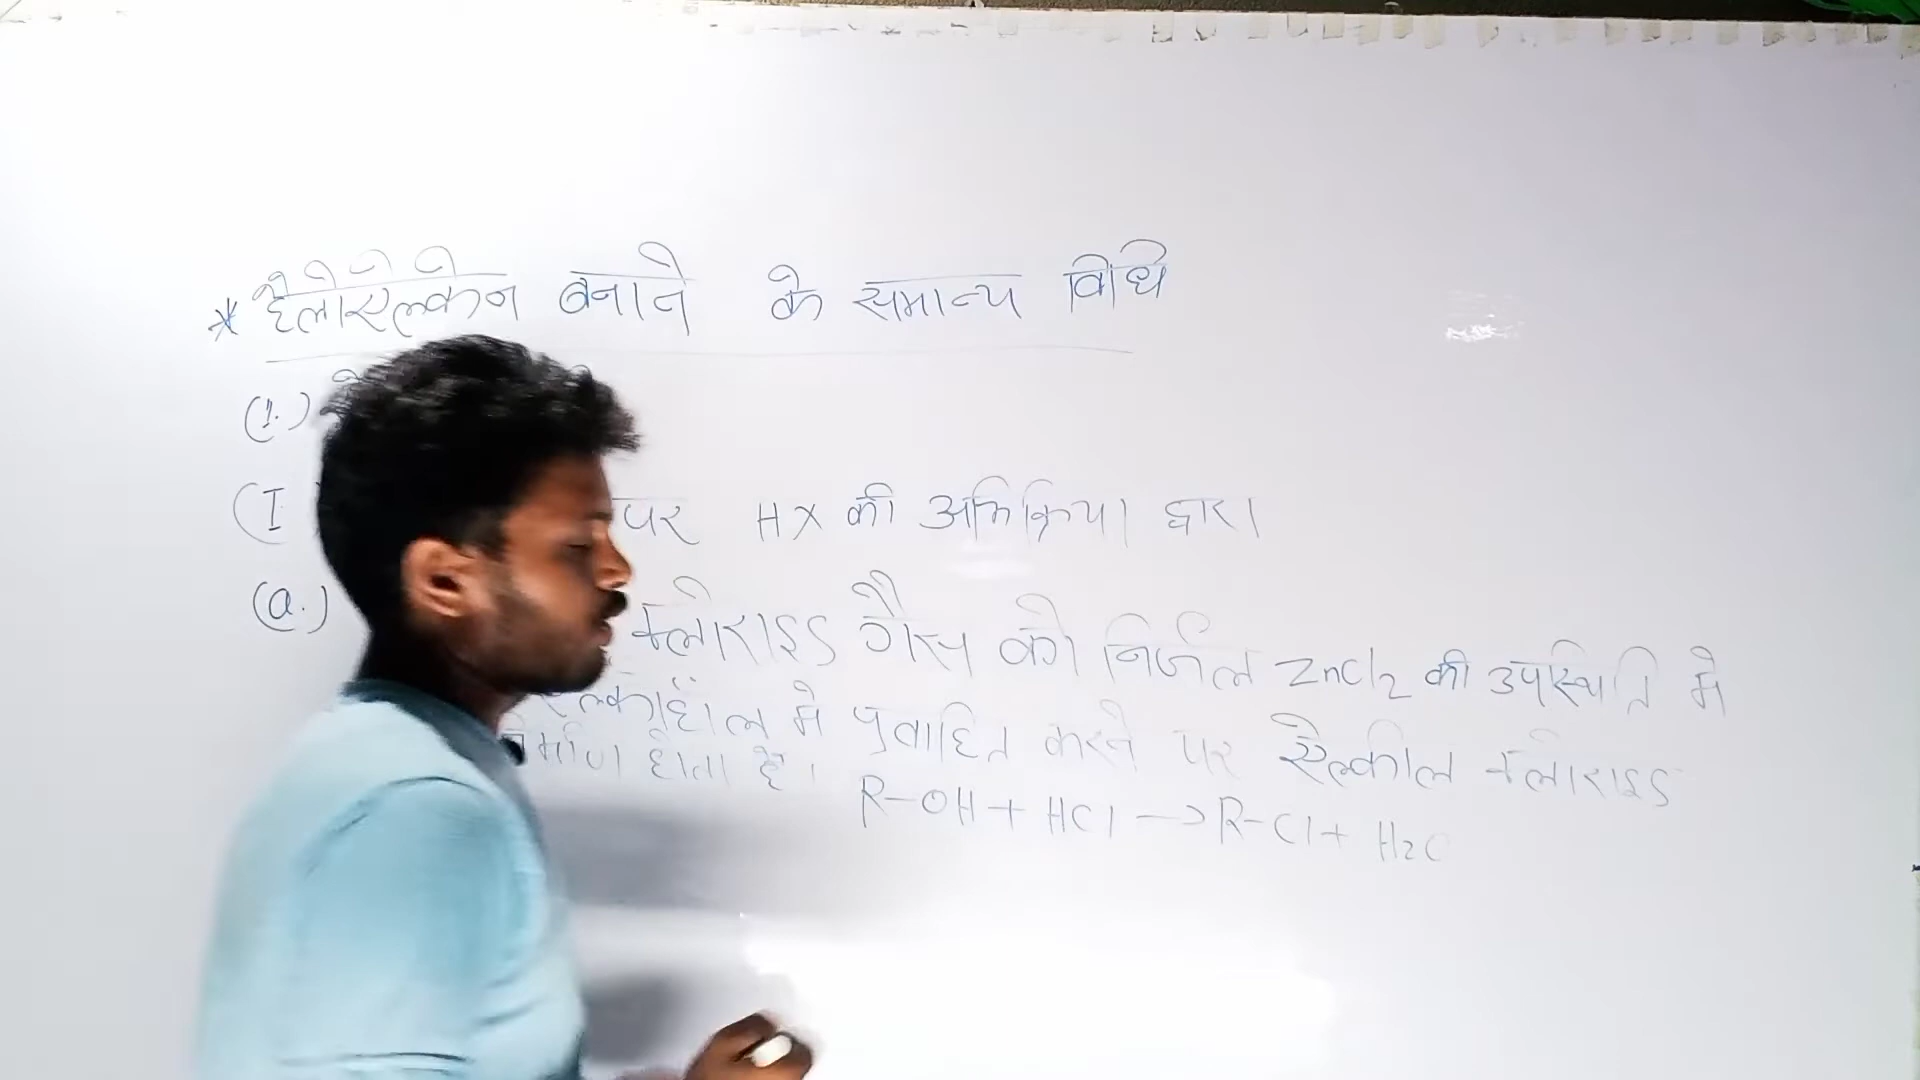 * हैलोऐल्केन बनाने के समान्य विधि
(1.)
(I पर HX की अभिक्रिया द्वारा
(a.) क्लोराइड गैस को निर्जल ZnCl2 की उपस्थिति मे
में प्रवाहित करने पर ऐल्कील क्लोराइड
होता है।
R-OH + HCl → R-Cl + H2O